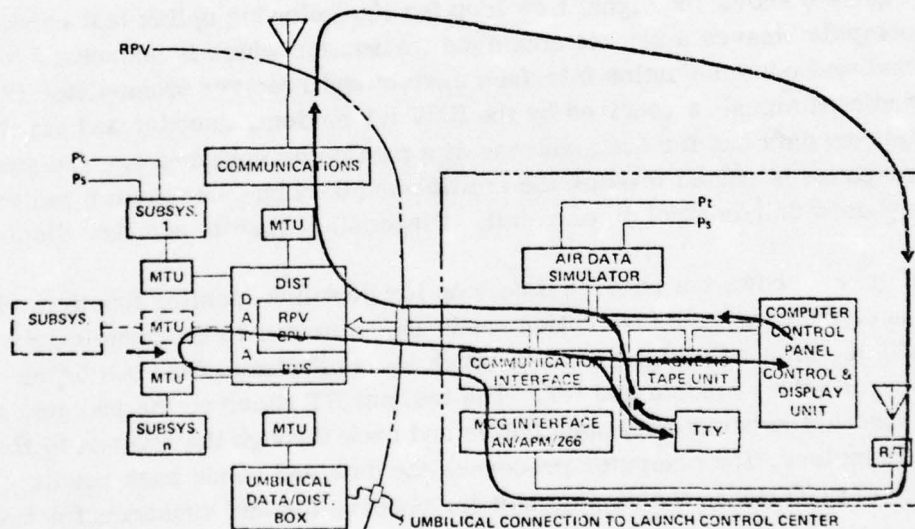 RPV
Pt
Ps
COMMUNICATIONS
SUBSYS.
1
MTU
MTU
DIST
RPV
CPU
DATA
BUS
SUBSYS
MTU
MTU
SUBSYS.
n
MTU
UMBILICAL
DATA/DIST.
BOX
Pt
Ps
AIR DATA
SIMULATOR
COMMUNICATION
INTERFACE
MAGNETIC
TAPE UNIT
COMPUTER
CONTROL
PANEL
CONTROL &
DISPLAY
UNIT
MCG INTERFACE
AN/APM/266
TTY
R/T
UMBILICAL CONNECTION TO LAUNCH CONTROL CENTER